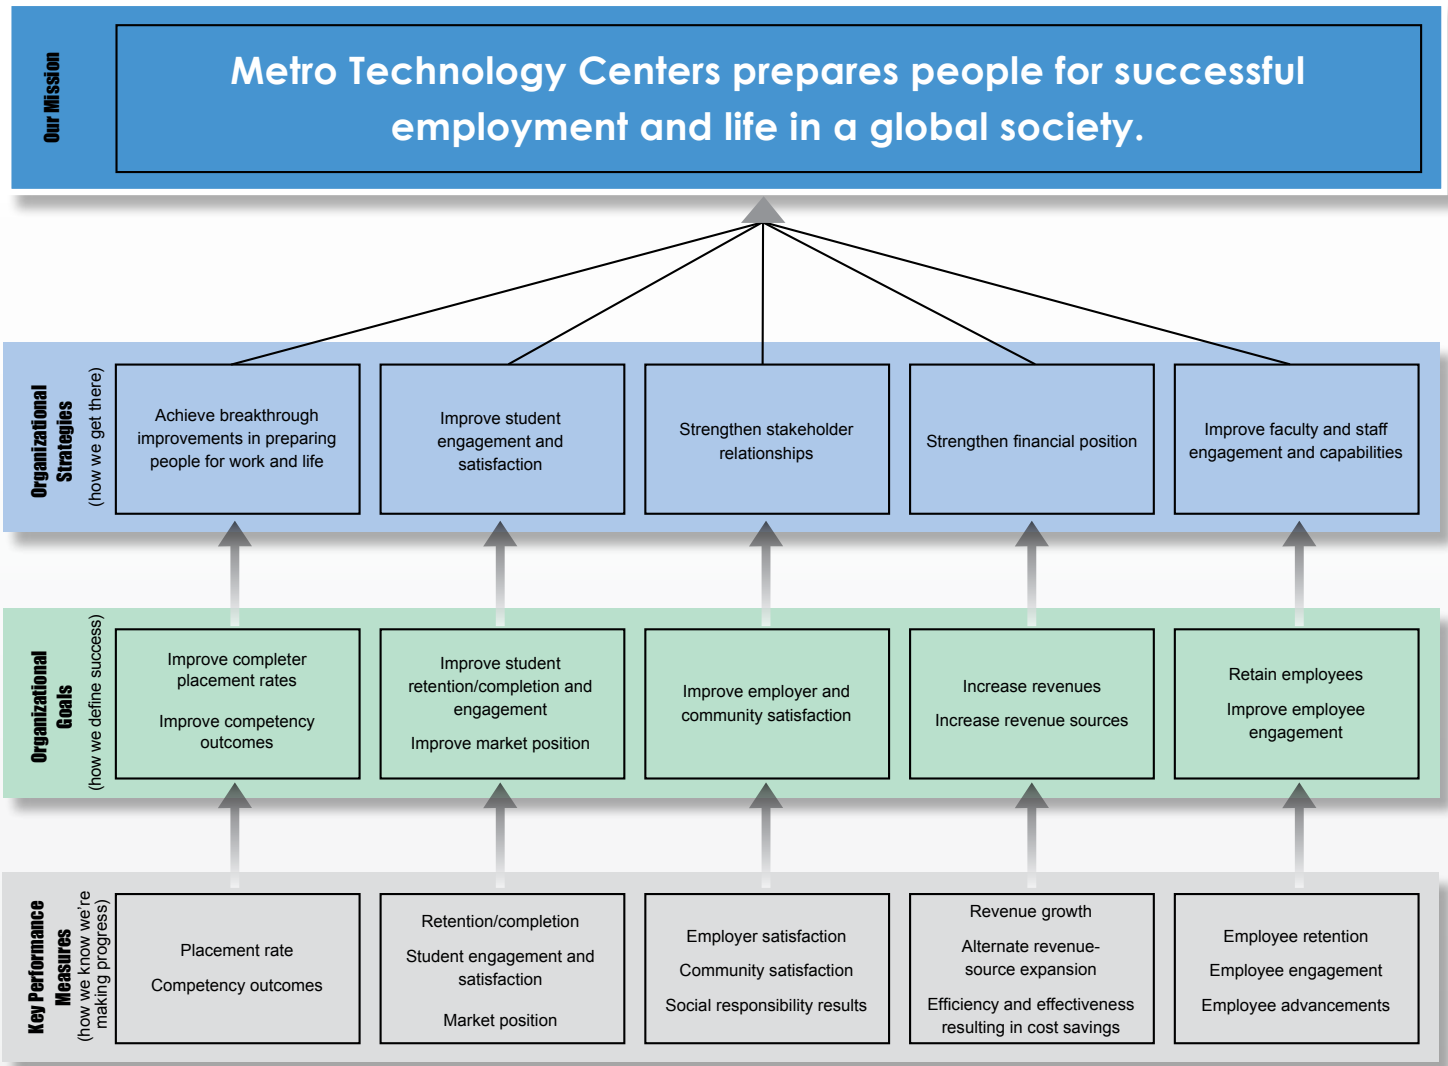 Our Mission
Metro Technology Centers prepares people for successful
employment and life in a global society.
Organizational
Strategies
(how we get there)
Achieve breakthrough
improvements in preparing
people for work and life
Improve student
engagement and
satisfaction
Strengthen stakeholder
relationships
Strengthen financial position
Improve faculty and staff
engagement and capabilities
Organizational
Goals
(how we define success)
Improve completer
placement rates
Improve competency
outcomes
Improve student
retention/completion and
engagement
Improve market position
Improve employer and
community satisfaction
Increase revenues
Increase revenue sources
Retain employees
Improve employee
engagement
Key Performance
Measures
(how we know we're
making progress)
Placement rate
Competency outcomes
Retention/completion
Student engagement and
satisfaction
Market position
Employer satisfaction
Community satisfaction
Social responsibility results
Revenue growth
Alternate revenue-
source expansion
Efficiency and effectiveness
resulting in cost savings
Employee retention
Employee engagement
Employee advancements